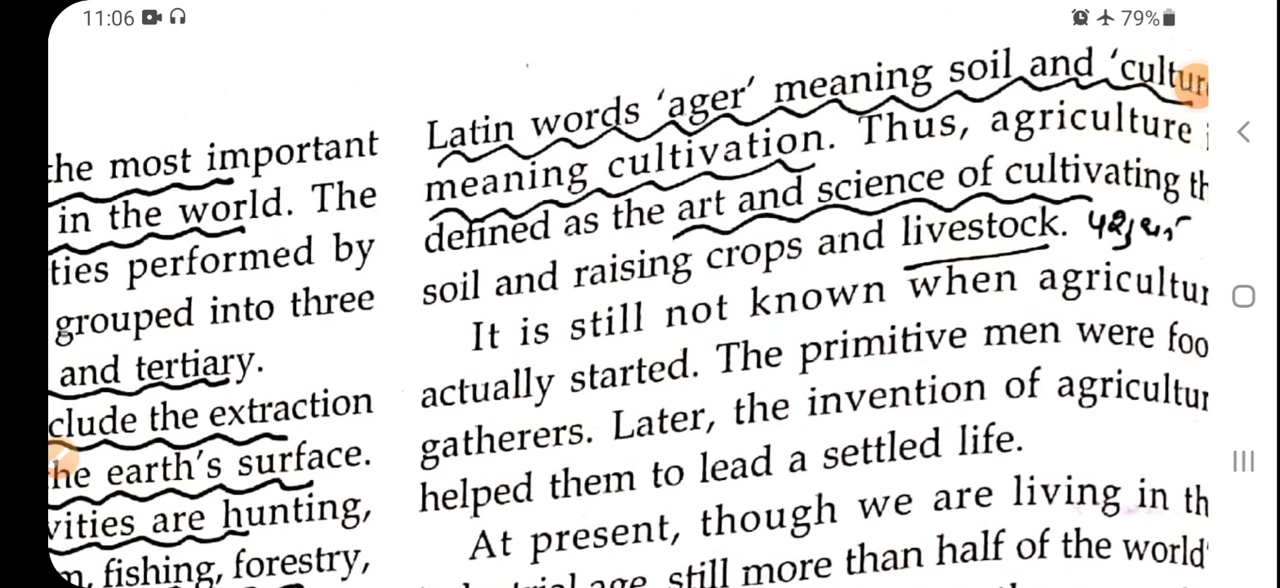 11:06
79%
the most important
in the world. The
ties performed by
grouped into three
and tertiary.
clude the extraction
he earth's surface.
vities are hunting,
fishing, forestry,
Latin words 'ager' meaning soil and 'cultur
meaning cultivation. Thus, agriculture
defined as the art and science of cultivating th
soil and raising crops and livestock.
It is still not known when agricultur
actually started. The primitive men were foo
gatherers. Later, the invention of agricultur
helped them to lead a settled life.
At present, though we are living in th
age, still more than half of the world'